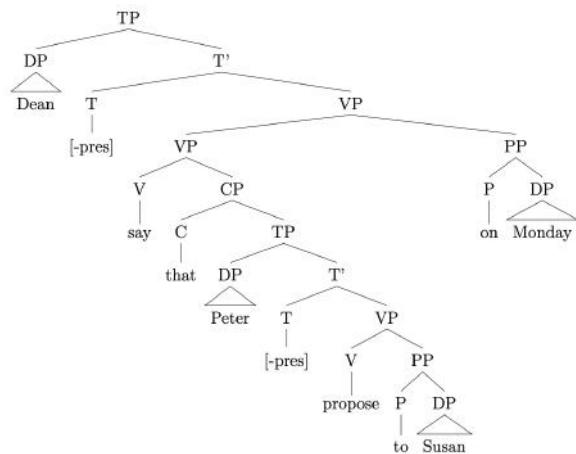 TP
DP T'
Dean T VP
[-pres] VP PP
V CP P DP
say C TP on Monday
that DP T'
Peter T VP
[-pres] V PP
propose P DP
to Susan